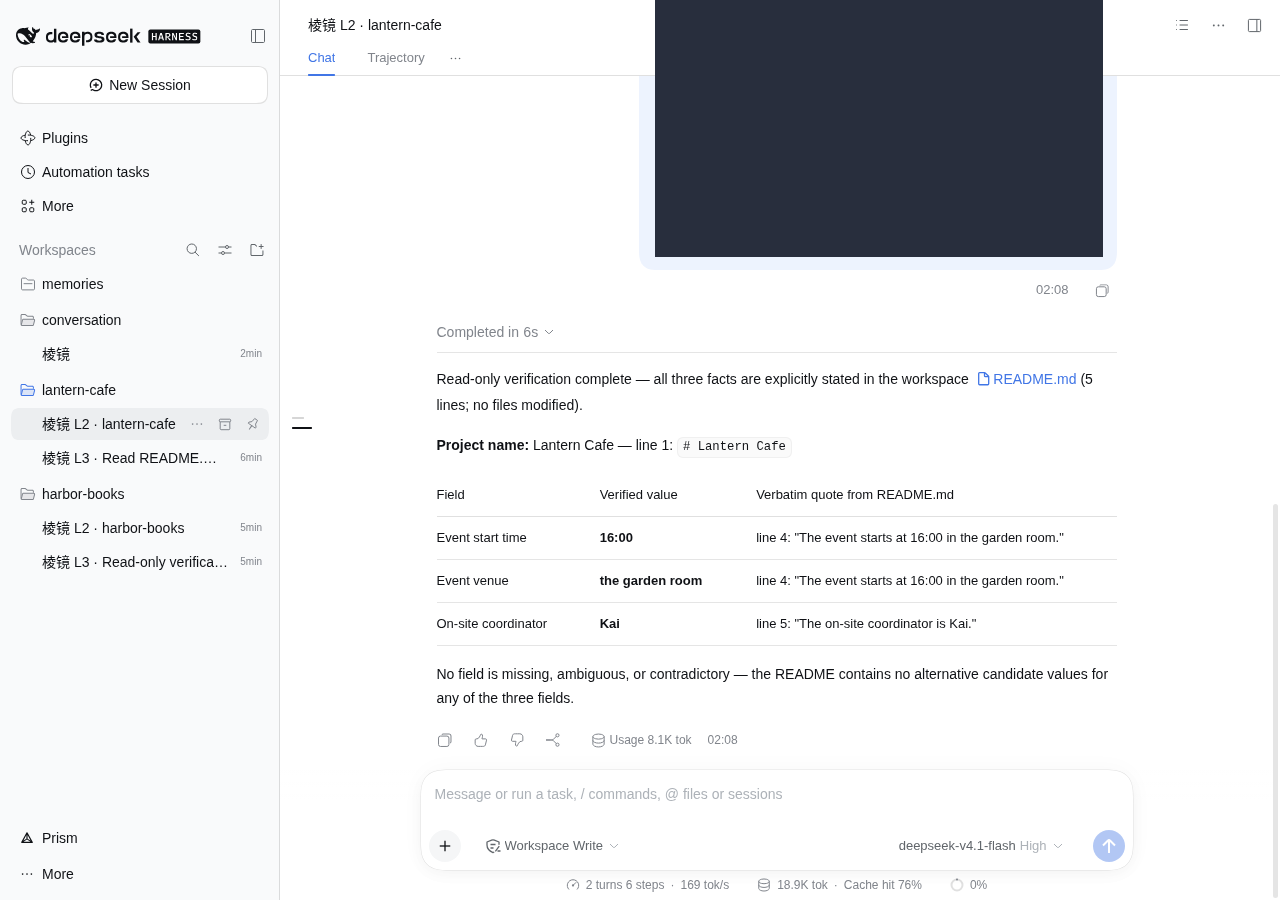 deepseek HARNESS
New Session
Plugins
Automation tasks
More
Workspaces
memories
conversation
棱镜 2min
lantern-cafe
棱镜 L2 · lantern-cafe
棱镜 L3 · Read README.… 6min
harbor-books
棱镜 L2 · harbor-books 5min
棱镜 L3 · Read-only verifica… 5min
Prism
More
棱镜 L2 · lantern-cafe
Chat Trajectory
02:08
Completed in 6s
Read-only verification complete — all three facts are explicitly stated in the workspace README.md (5
lines; no files modified).
Project name: Lantern Cafe — line 1: # Lantern Cafe
Field Verified value Verbatim quote from README.md
Event start time 16:00 line 4: "The event starts at 16:00 in the garden room."
Event venue the garden room line 4: "The event starts at 16:00 in the garden room."
On-site coordinator Kai line 5: "The on-site coordinator is Kai."
No field is missing, ambiguous, or contradictory — the README contains no alternative candidate values for
any of the three fields.
Usage 8.1K tok 02:08
Message or run a task, / commands, @ files or sessions
Workspace Write deepseek-v4.1-flash High
2 turns 6 steps · 169 tok/s 18.9K tok · Cache hit 76% 0%